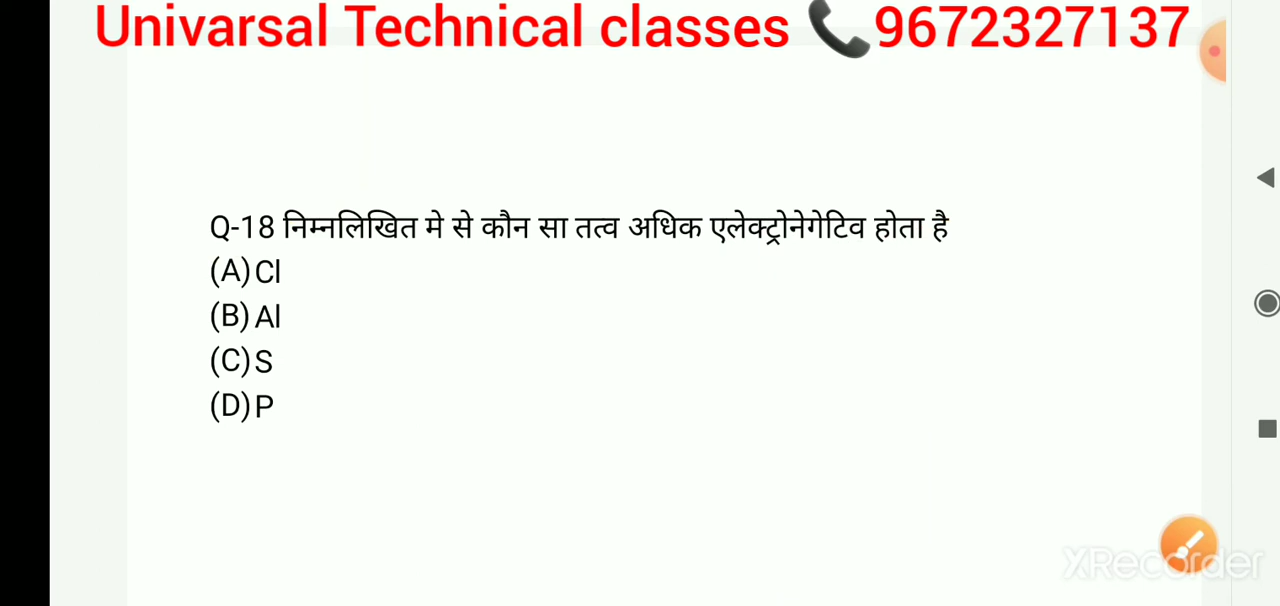 Univarsal Technical classes 📞9672327137
Q-18 निम्नलिखित मे से कौन सा तत्व अधिक एलेक्ट्रोनेगेटिव होता है
(A) Cl
(B) Al
(C) S
(D) P
XRecorder